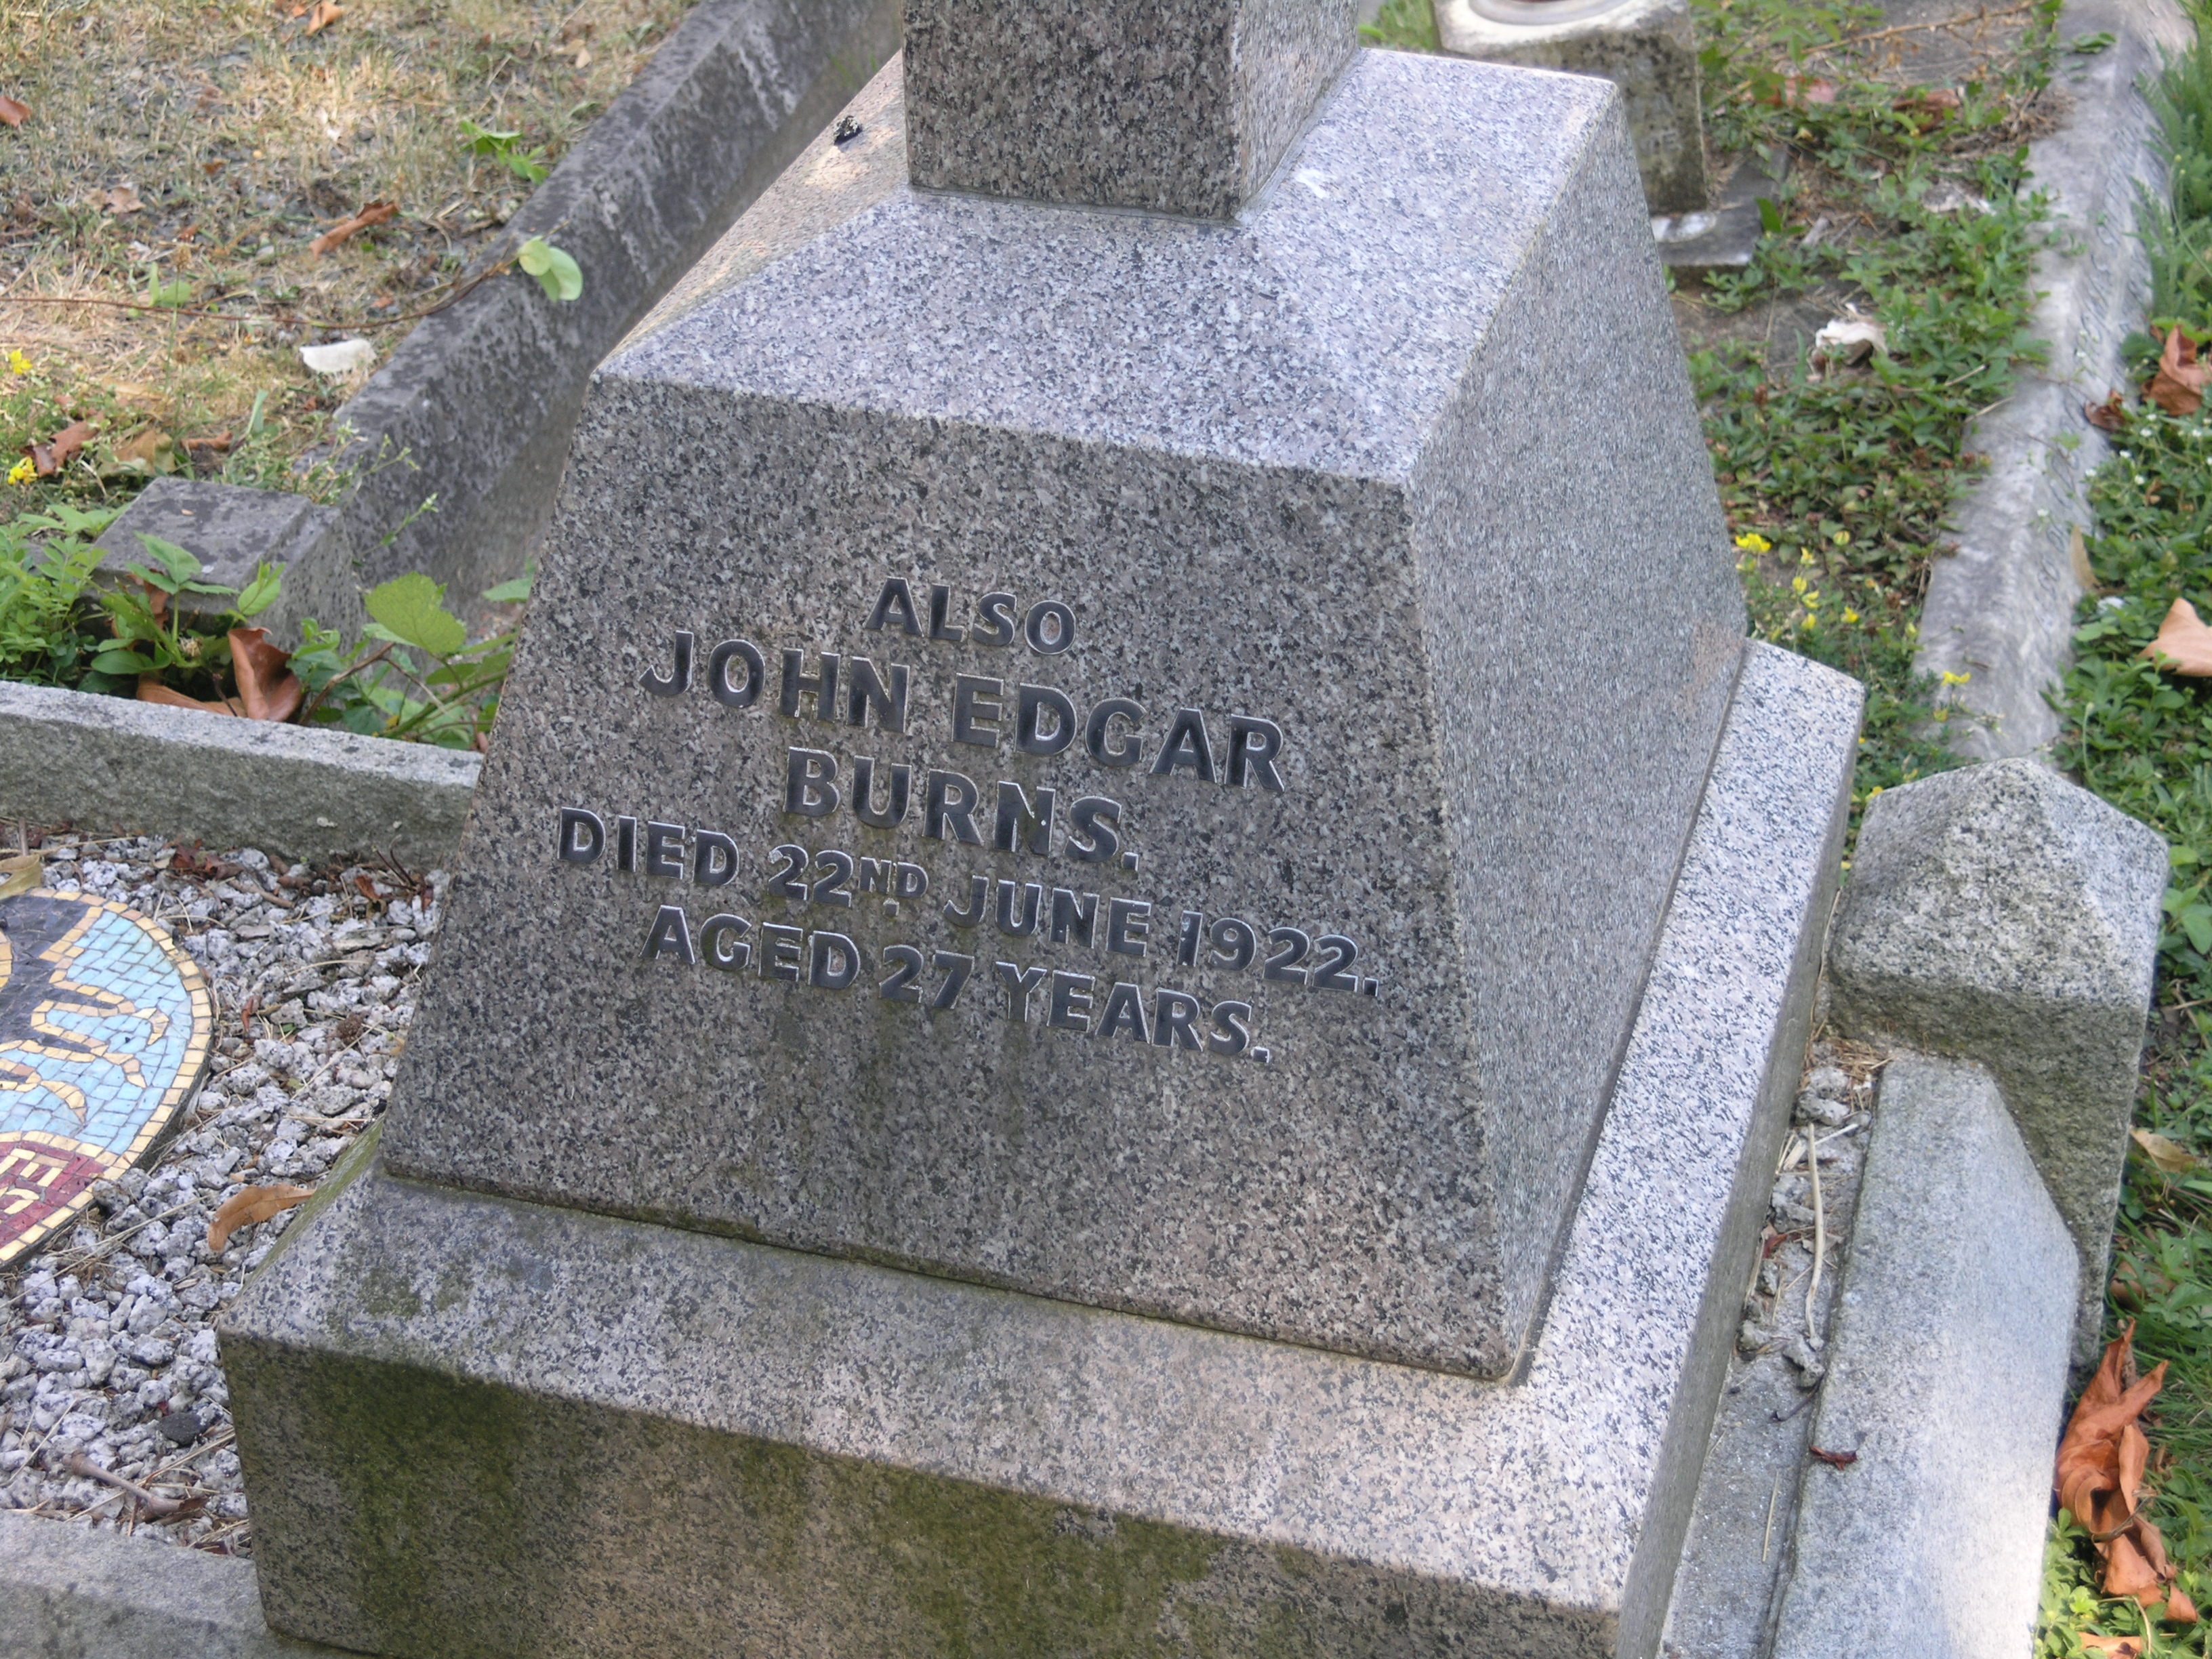 ALSO
JOHN EDGAR
BURNS.
DIED 22ND JUNE 1922.
AGED 27 YEARS.